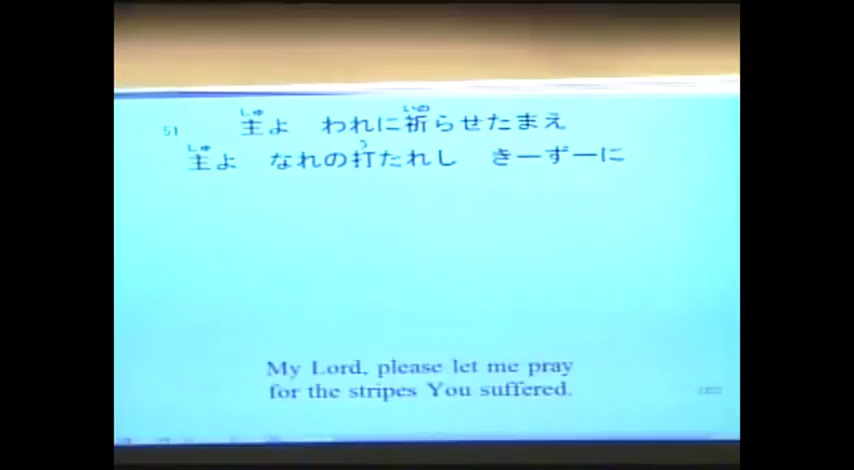 51 主よ われに祈らせたまえ
主よ なれの打たれし きーずーに
My Lord, please let me pray
for the stripes You suffered.